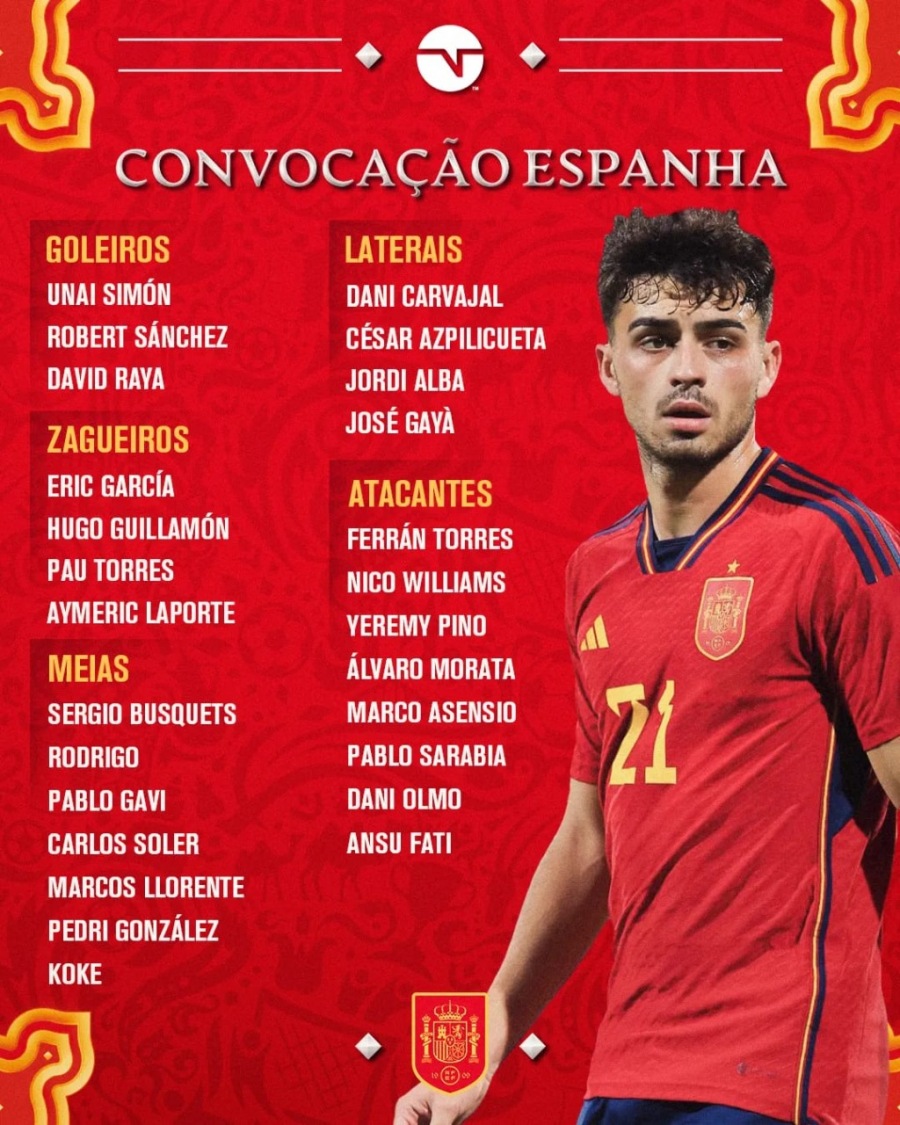 CONVOCAÇÃO ESPANHA
GOLEIROS
UNAI SIMÓN
ROBERT SÁNCHEZ
DAVID RAYA
ZAGUEIROS
ERIC GARCÍA
HUGO GUILLAMÓN
PAU TORRES
AYMERIC LAPORTE
MEIAS
SERGIO BUSQUETS
RODRIGO
PABLO GAVI
CARLOS SOLER
MARCOS LLORENTE
PEDRI GONZÁLEZ
KOKE
LATERAIS
DANI CARVAJAL
CÉSAR AZPILICUETA
JORDI ALBA
JOSÉ GAYÀ
ATACANTES
FERRÁN TORRES
NICO WILLIAMS
YEREMY PINO
ÁLVARO MORATA
MARCO ASENSIO
PABLO SARABIA
DANI OLMO
ANSU FATI
21